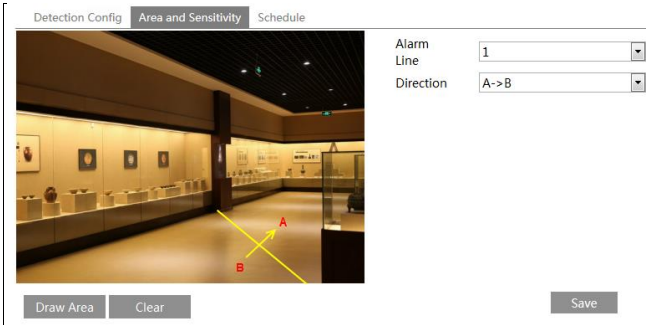 Detection Config Area and Sensitivity Schedule
Alarm Line 1
Direction A->B
A
B
Draw Area Clear Save